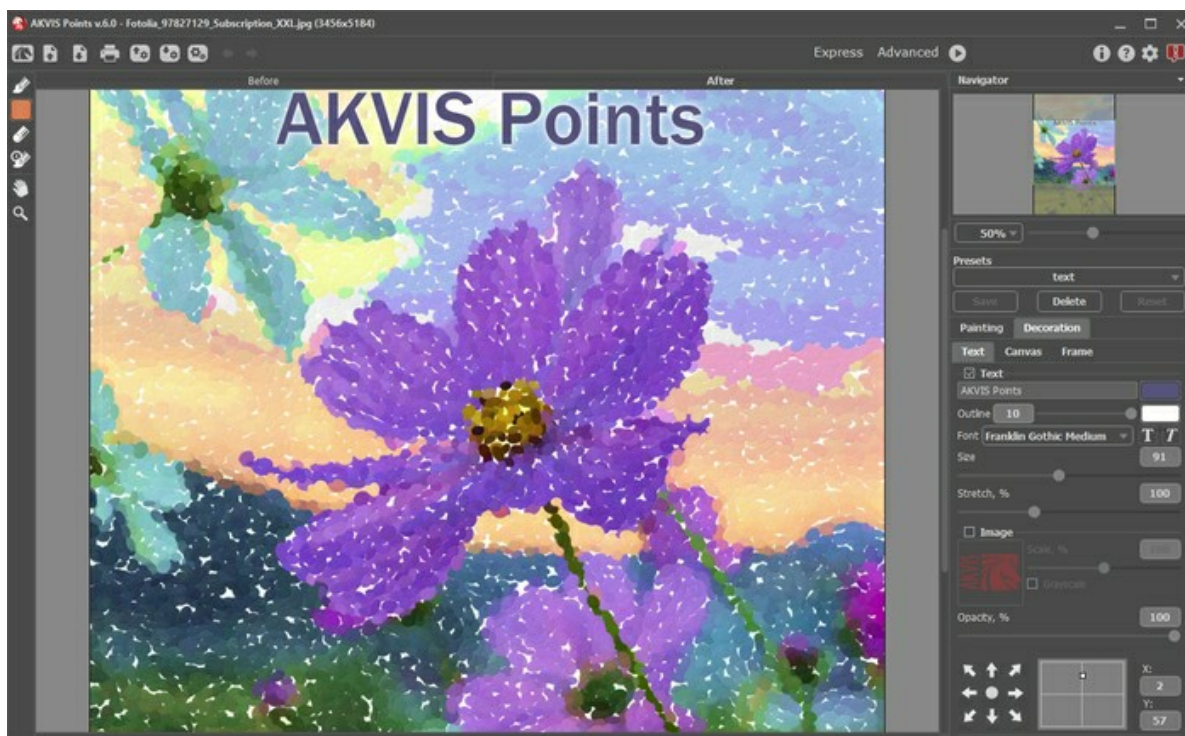 AKVIS Points v.6.0 - Fotolia_97827129_Subscription_XXL.jpg (3456x5184)
Express Advanced
Before After
AKVIS Points
Navigator
50%
Presets
text
Save Delete Reset
Painting Decoration
Text Canvas Frame
Text
AKVIS Points
Outline 10
Font Franklin Gothic Medium T T
Size 91
Stretch, % 100
Image
Scale, % 100
Grayscale
Opacity, % 100
X:
2
Y:
57